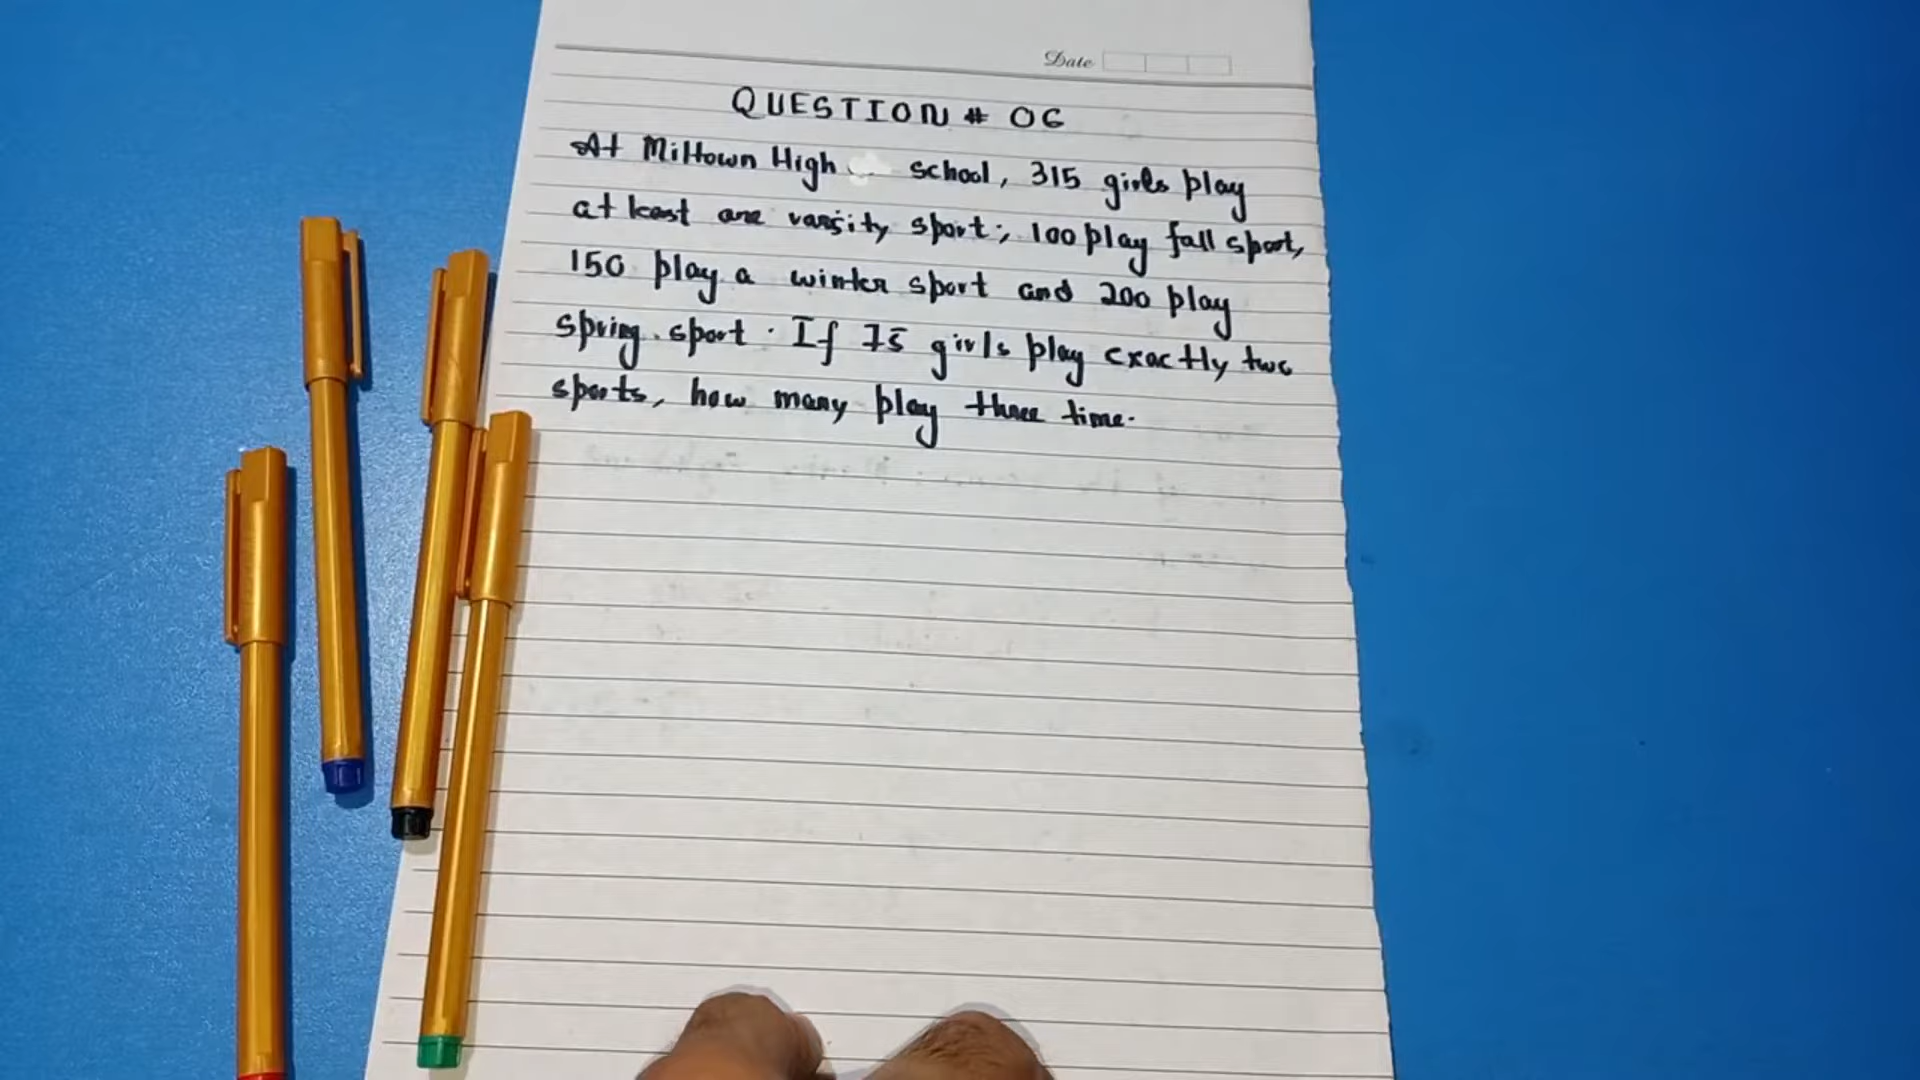 Date
QUESTION # 06
At Milltown High school, 315 girls play
at least one varsity sport; 100 play fall sport,
150 play a winter sport and 200 play
spring sport. If 75 girls play exactly two
sports, how many play three time.